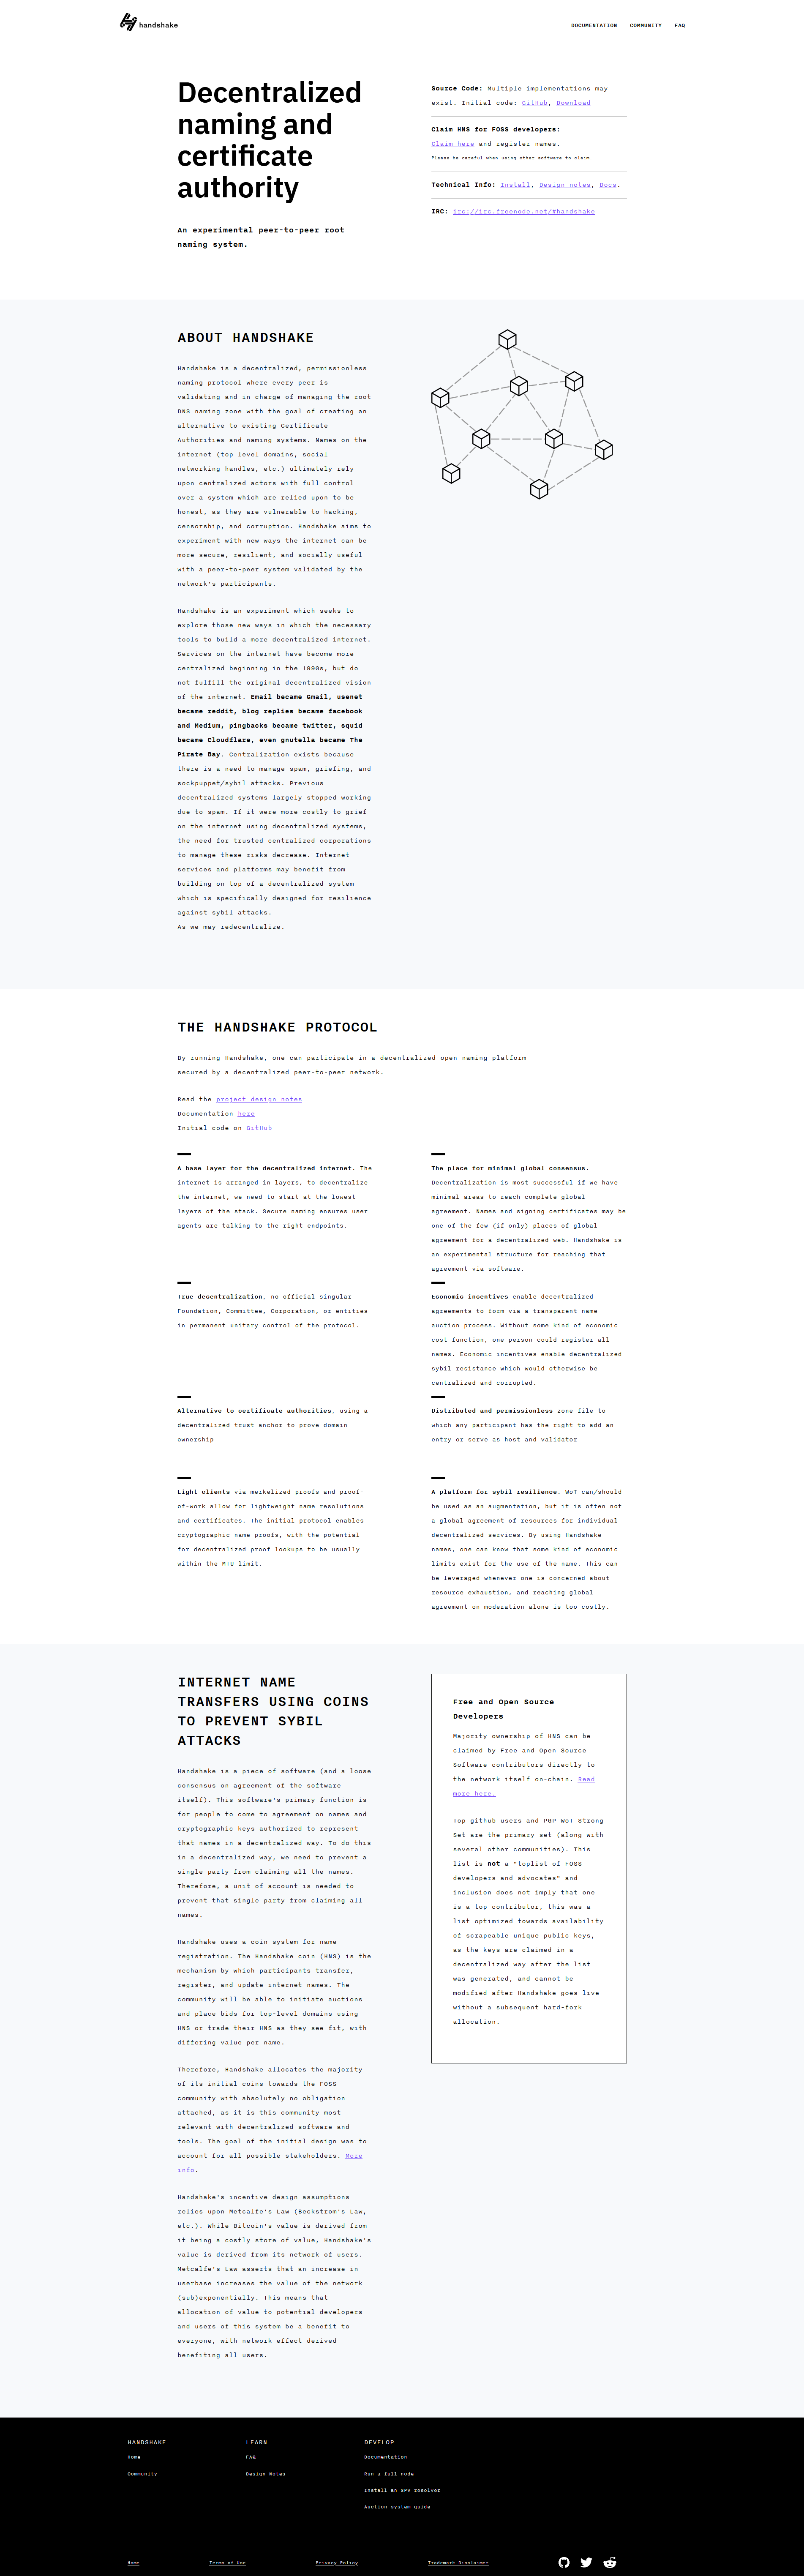 handshake
DOCUMENTATION COMMUNITY FAQ
Decentralized
naming and
certificate
authority
An experimental peer-to-peer root
naming system.
Source Code: Multiple implementations may
exist. Initial code: GitHub, Download
Claim HNS for FOSS developers:
Claim here and register names.
Please be careful when using other software to claim.
Technical Info: Install, Design notes, Docs.
IRC: irc://irc.freenode.net/#handshake
ABOUT HANDSHAKE
Handshake is a decentralized, permissionless
naming protocol where every peer is
validating and in charge of managing the root
DNS naming zone with the goal of creating an
alternative to existing Certificate
Authorities and naming systems. Names on the
internet (top level domains, social
networking handles, etc.) ultimately rely
upon centralized actors with full control
over a system which are relied upon to be
honest, as they are vulnerable to hacking,
censorship, and corruption. Handshake aims to
experiment with new ways the internet can be
more secure, resilient, and socially useful
with a peer-to-peer system validated by the
network's participants.
Handshake is an experiment which seeks to
explore those new ways in which the necessary
tools to build a more decentralized internet.
Services on the internet have become more
centralized beginning in the 1990s, but do
not fulfill the original decentralized vision
of the internet. Email became Gmail, usenet
became reddit, blog replies became facebook
and Medium, pingbacks became twitter, squid
became Cloudflare, even gnutella became The
Pirate Bay. Centralization exists because
there is a need to manage spam, griefing, and
sockpuppet/sybil attacks. Previous
decentralized systems largely stopped working
due to spam. If it were more costly to grief
on the internet using decentralized systems,
the need for trusted centralized corporations
to manage these risks decrease. Internet
services and platforms may benefit from
building on top of a decentralized system
which is specifically designed for resilience
against sybil attacks.
As we may redecentralize.
THE HANDSHAKE PROTOCOL
By running Handshake, one can participate in a decentralized open naming platform
secured by a decentralized peer-to-peer network.
Read the project design notes
Documentation here
Initial code on GitHub
A base layer for the decentralized internet. The
internet is arranged in layers, to decentralize
the internet, we need to start at the lowest
layers of the stack. Secure naming ensures user
agents are talking to the right endpoints.
The place for minimal global consensus.
Decentralization is most successful if we have
minimal areas to reach complete global
agreement. Names and signing certificates may be
one of the few (if only) places of global
agreement for a decentralized web. Handshake is
an experimental structure for reaching that
agreement via software.
True decentralization, no official singular
Foundation, Committee, Corporation, or entities
in permanent unitary control of the protocol.
Economic incentives enable decentralized
agreements to form via a transparent name
auction process. Without some kind of economic
cost function, one person could register all
names. Economic incentives enable decentralized
sybil resistance which would otherwise be
centralized and corrupted.
Alternative to certificate authorities, using a
decentralized trust anchor to prove domain
ownership
Distributed and permissionless zone file to
which any participant has the right to add an
entry or serve as host and validator
Light clients via merkelized proofs and proof-
of-work allow for lightweight name resolutions
and certificates. The initial protocol enables
cryptographic name proofs, with the potential
for decentralized proof lookups to be usually
within the MTU limit.
A platform for sybil resilience. WoT can/should
be used as an augmentation, but it is often not
a global agreement of resources for individual
decentralized services. By using Handshake
names, one can know that some kind of economic
limits exist for the use of the name. This can
be leveraged whenever one is concerned about
resource exhaustion, and reaching global
agreement on moderation alone is too costly.
INTERNET NAME
TRANSFERS USING COINS
TO PREVENT SYBIL
ATTACKS
Handshake is a piece of software (and a loose
consensus on agreement of the software
itself). This software's primary function is
for people to come to agreement on names and
cryptographic keys authorized to represent
that names in a decentralized way. To do this
in a decentralized way, we need to prevent a
single party from claiming all the names.
Therefore, a unit of account is needed to
prevent that single party from claiming all
names.
Handshake uses a coin system for name
registration. The Handshake coin (HNS) is the
mechanism by which participants transfer,
register, and update internet names. The
community will be able to initiate auctions
and place bids for top-level domains using
HNS or trade their HNS as they see fit, with
differing value per name.
Therefore, Handshake allocates the majority
of its initial coins towards the FOSS
community with absolutely no obligation
attached, as it is this community most
relevant with decentralized software and
tools. The goal of the initial design was to
account for all possible stakeholders. More
info.
Handshake's incentive design assumptions
relies upon Metcalfe's Law (Beckstrom's Law,
etc.). While Bitcoin's value is derived from
it being a costly store of value, Handshake's
value is derived from its network of users.
Metcalfe's Law asserts that an increase in
userbase increases the value of the network
(sub)exponentially. This means that
allocation of value to potential developers
and users of this system be a benefit to
everyone, with network effect derived
benefiting all users.
Free and Open Source
Developers
Majority ownership of HNS can be
claimed by Free and Open Source
Software contributors directly to
the network itself on-chain. Read
more here.
Top github users and PGP WoT Strong
Set are the primary set (along with
several other communities). This
list is not a "toplist of FOSS
developers and advocates" and
inclusion does not imply that one
is a top contributor, this was a
list optimized towards availability
of scrapeable unique public keys,
as the keys are claimed in a
decentralized way after the list
was generated, and cannot be
modified after Handshake goes live
without a subsequent hard-fork
allocation.
HANDSHAKE
Home
Community
LEARN
FAQ
Design Notes
DEVELOP
Documentation
Run a full node
Install an SPV resolver
Auction system guide
Home Terms of Use Privacy Policy Trademark Disclaimer